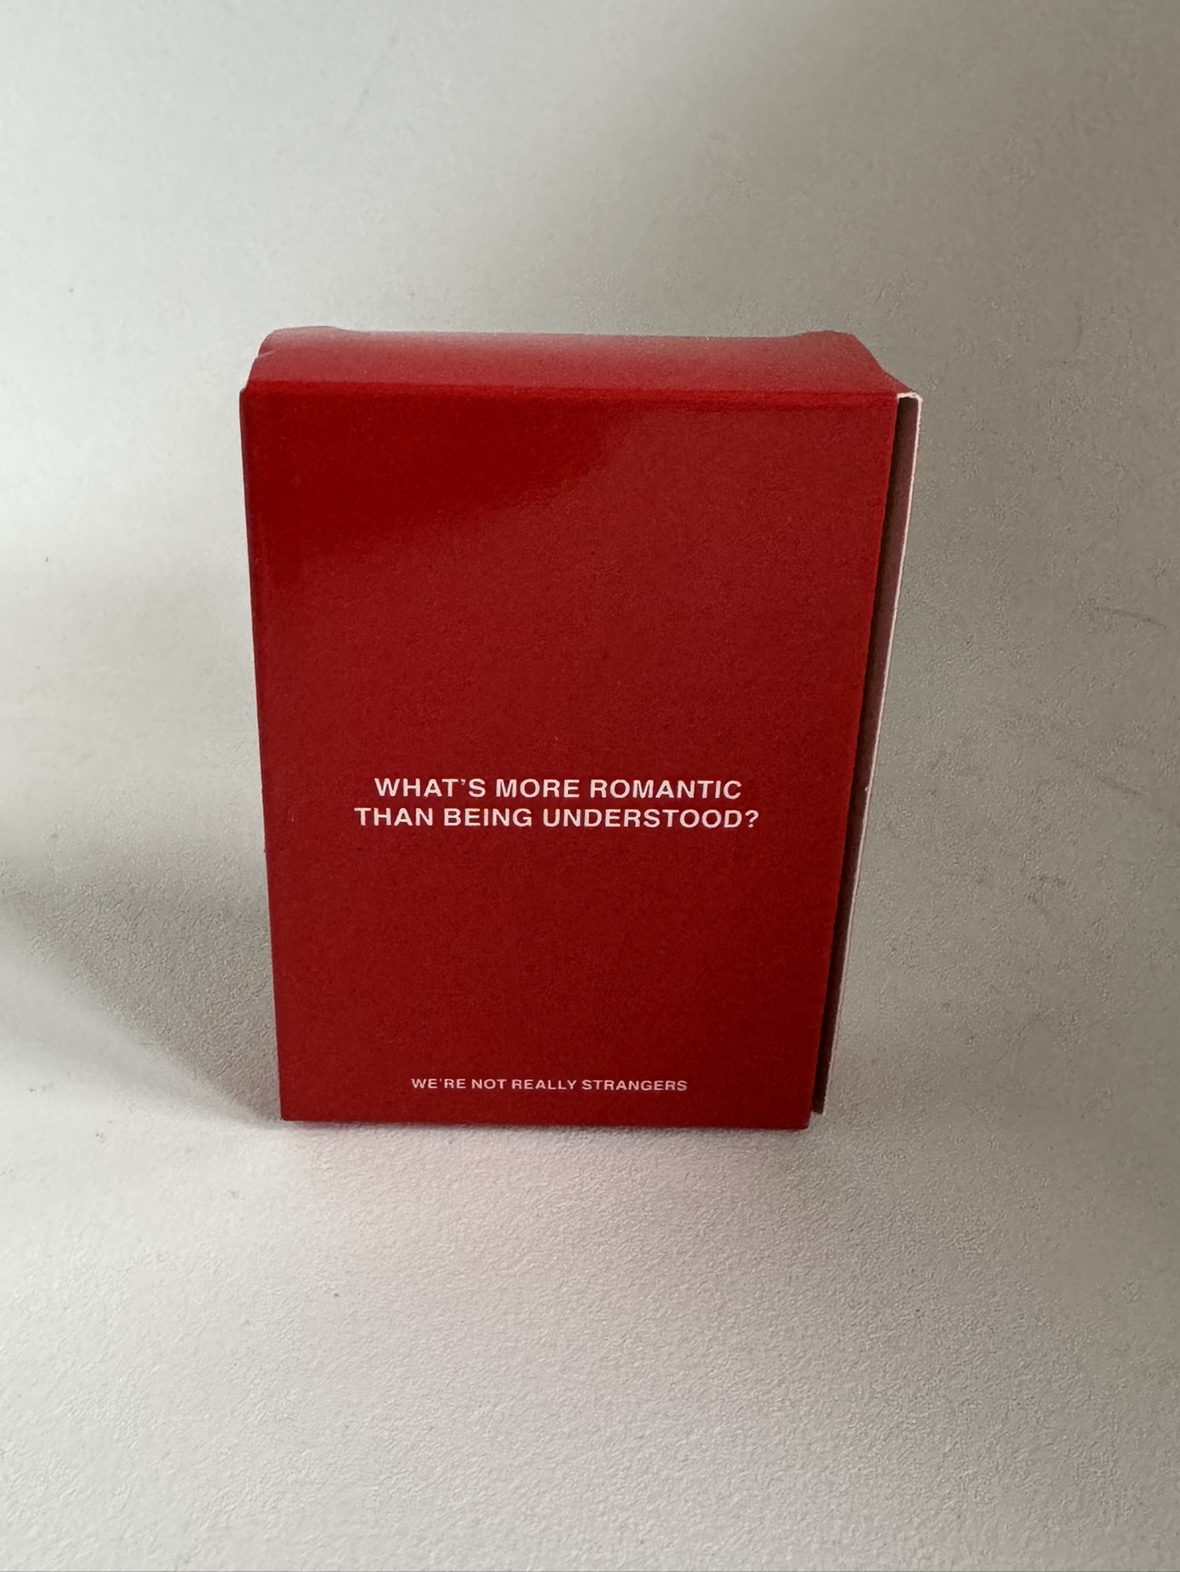 WHAT'S MORE ROMANTIC
THAN BEING UNDERSTOOD?
WE'RE NOT REALLY STRANGERS